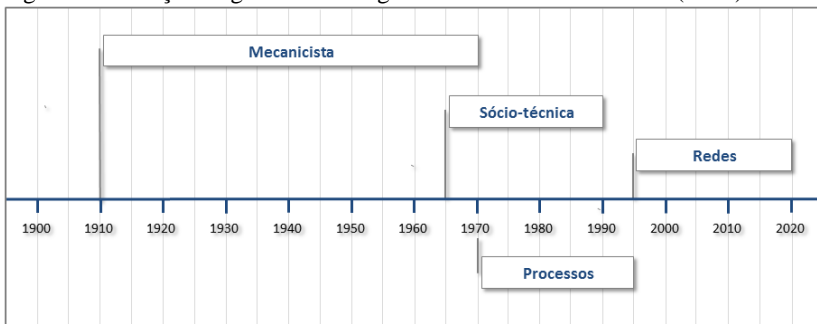 Mecanicista
Sócio-técnica
Redes
1900 1910 1920 1930 1940 1950 1960 1970 1980 1990 2000 2010 2020
Processos